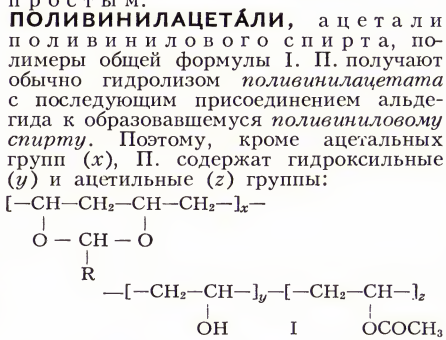 простым.
ПОЛИВИНИЛАЦЕТА́ЛИ, ацетали
поливинилового спирта, по-
лимеры общей формулы I. П. получают
обычно гидролизом поливинилацетата
с последующим присоединением альде-
гида к образовавшемуся поливиниловому
спирту. Поэтому, кроме ацетальных
групп (x), П. содержат гидроксильные
(y) и ацетильные (z) группы:
[—CH—CH₂—CH—CH₂—]ₓ—
O — CH — O
R
—[—CH₂—CH—]y—[—CH₂—CH—]z
OH I OCOCH₃